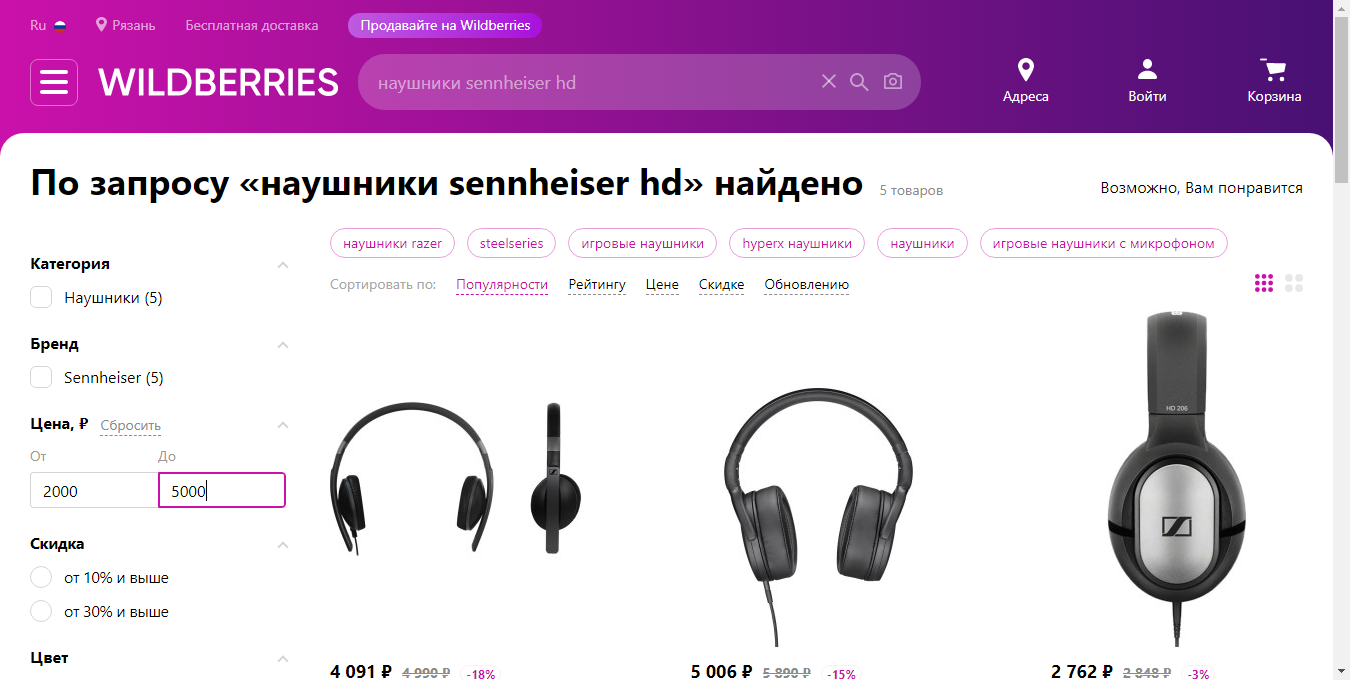 Ru Рязань Бесплатная доставка Продавайте на Wildberries
WILDBERRIES наушники sennheiser hd Адреса Войти Корзина
По запросу «наушники sennheiser hd» найдено 5 товаров Возможно, Вам понравится
наушники razer steelseries игровые наушники hyperx наушники наушники игровые наушники с микрофоном
Сортировать по: Популярности Рейтингу Цене Скидке Обновлению
Категория
Наушники (5)
Бренд
Sennheiser (5)
Цена, ₽ Сбросить
От До
2000 5000
Скидка
от 10% и выше
от 30% и выше
Цвет
HD 206
4 091 ₽ 4 990 ₽ -18% 5 006 ₽ 5 890 ₽ -15% 2 762 ₽ 2 848 ₽ -3%